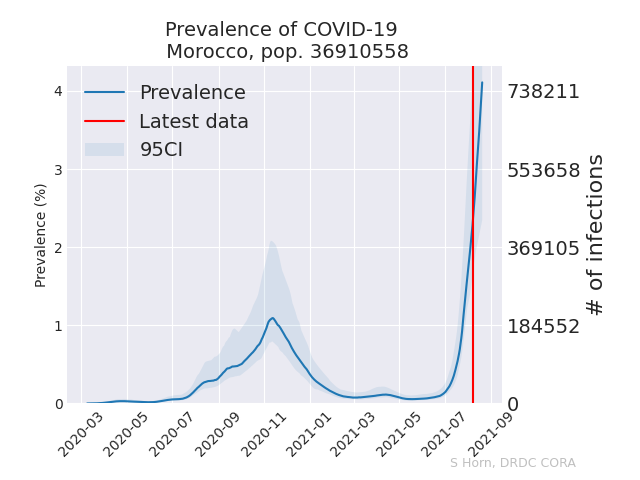 Prevalence of COVID-19
Morocco, pop. 36910558
Prevalence
Latest data
95CI
Prevalence (%)
4
3
2
1
0
738211
553658
369105
184552
0
# of infections
2020-03
2020-05
2020-07
2020-09
2020-11
2021-01
2021-03
2021-05
2021-07
2021-09
S Horn, DRDC CORA